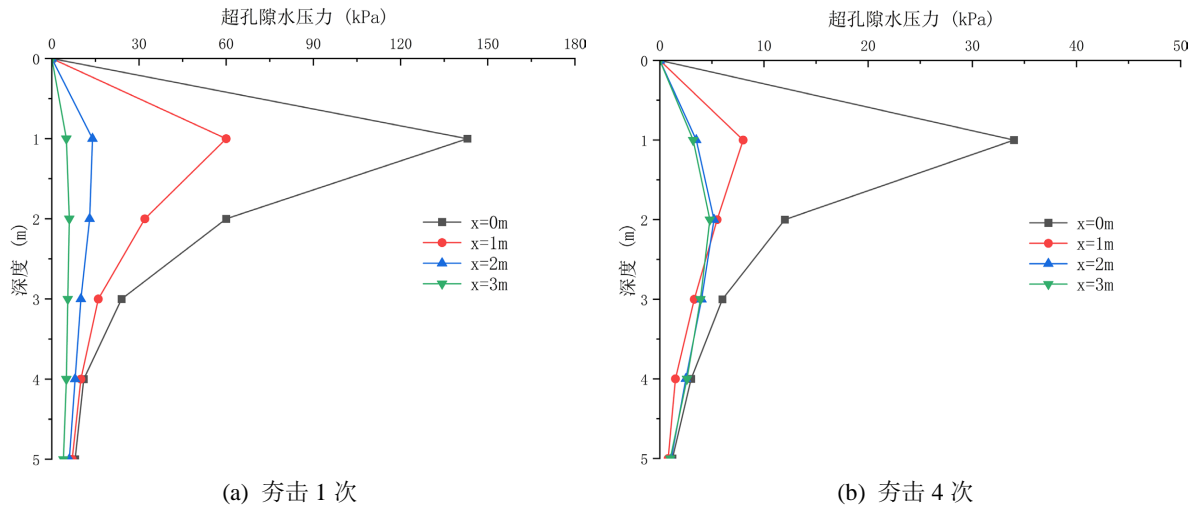 超孔隙水压力 (kPa)
0 30 60 90 120 150 180
0
1
2
3
4
5
深度 (m)
x=0m
x=1m
x=2m
x=3m
(a) 夯击 1 次
超孔隙水压力 (kPa)
0 10 20 30 40 50
0
1
2
3
4
5
深度 (m)
x=0m
x=1m
x=2m
x=3m
(b) 夯击 4 次